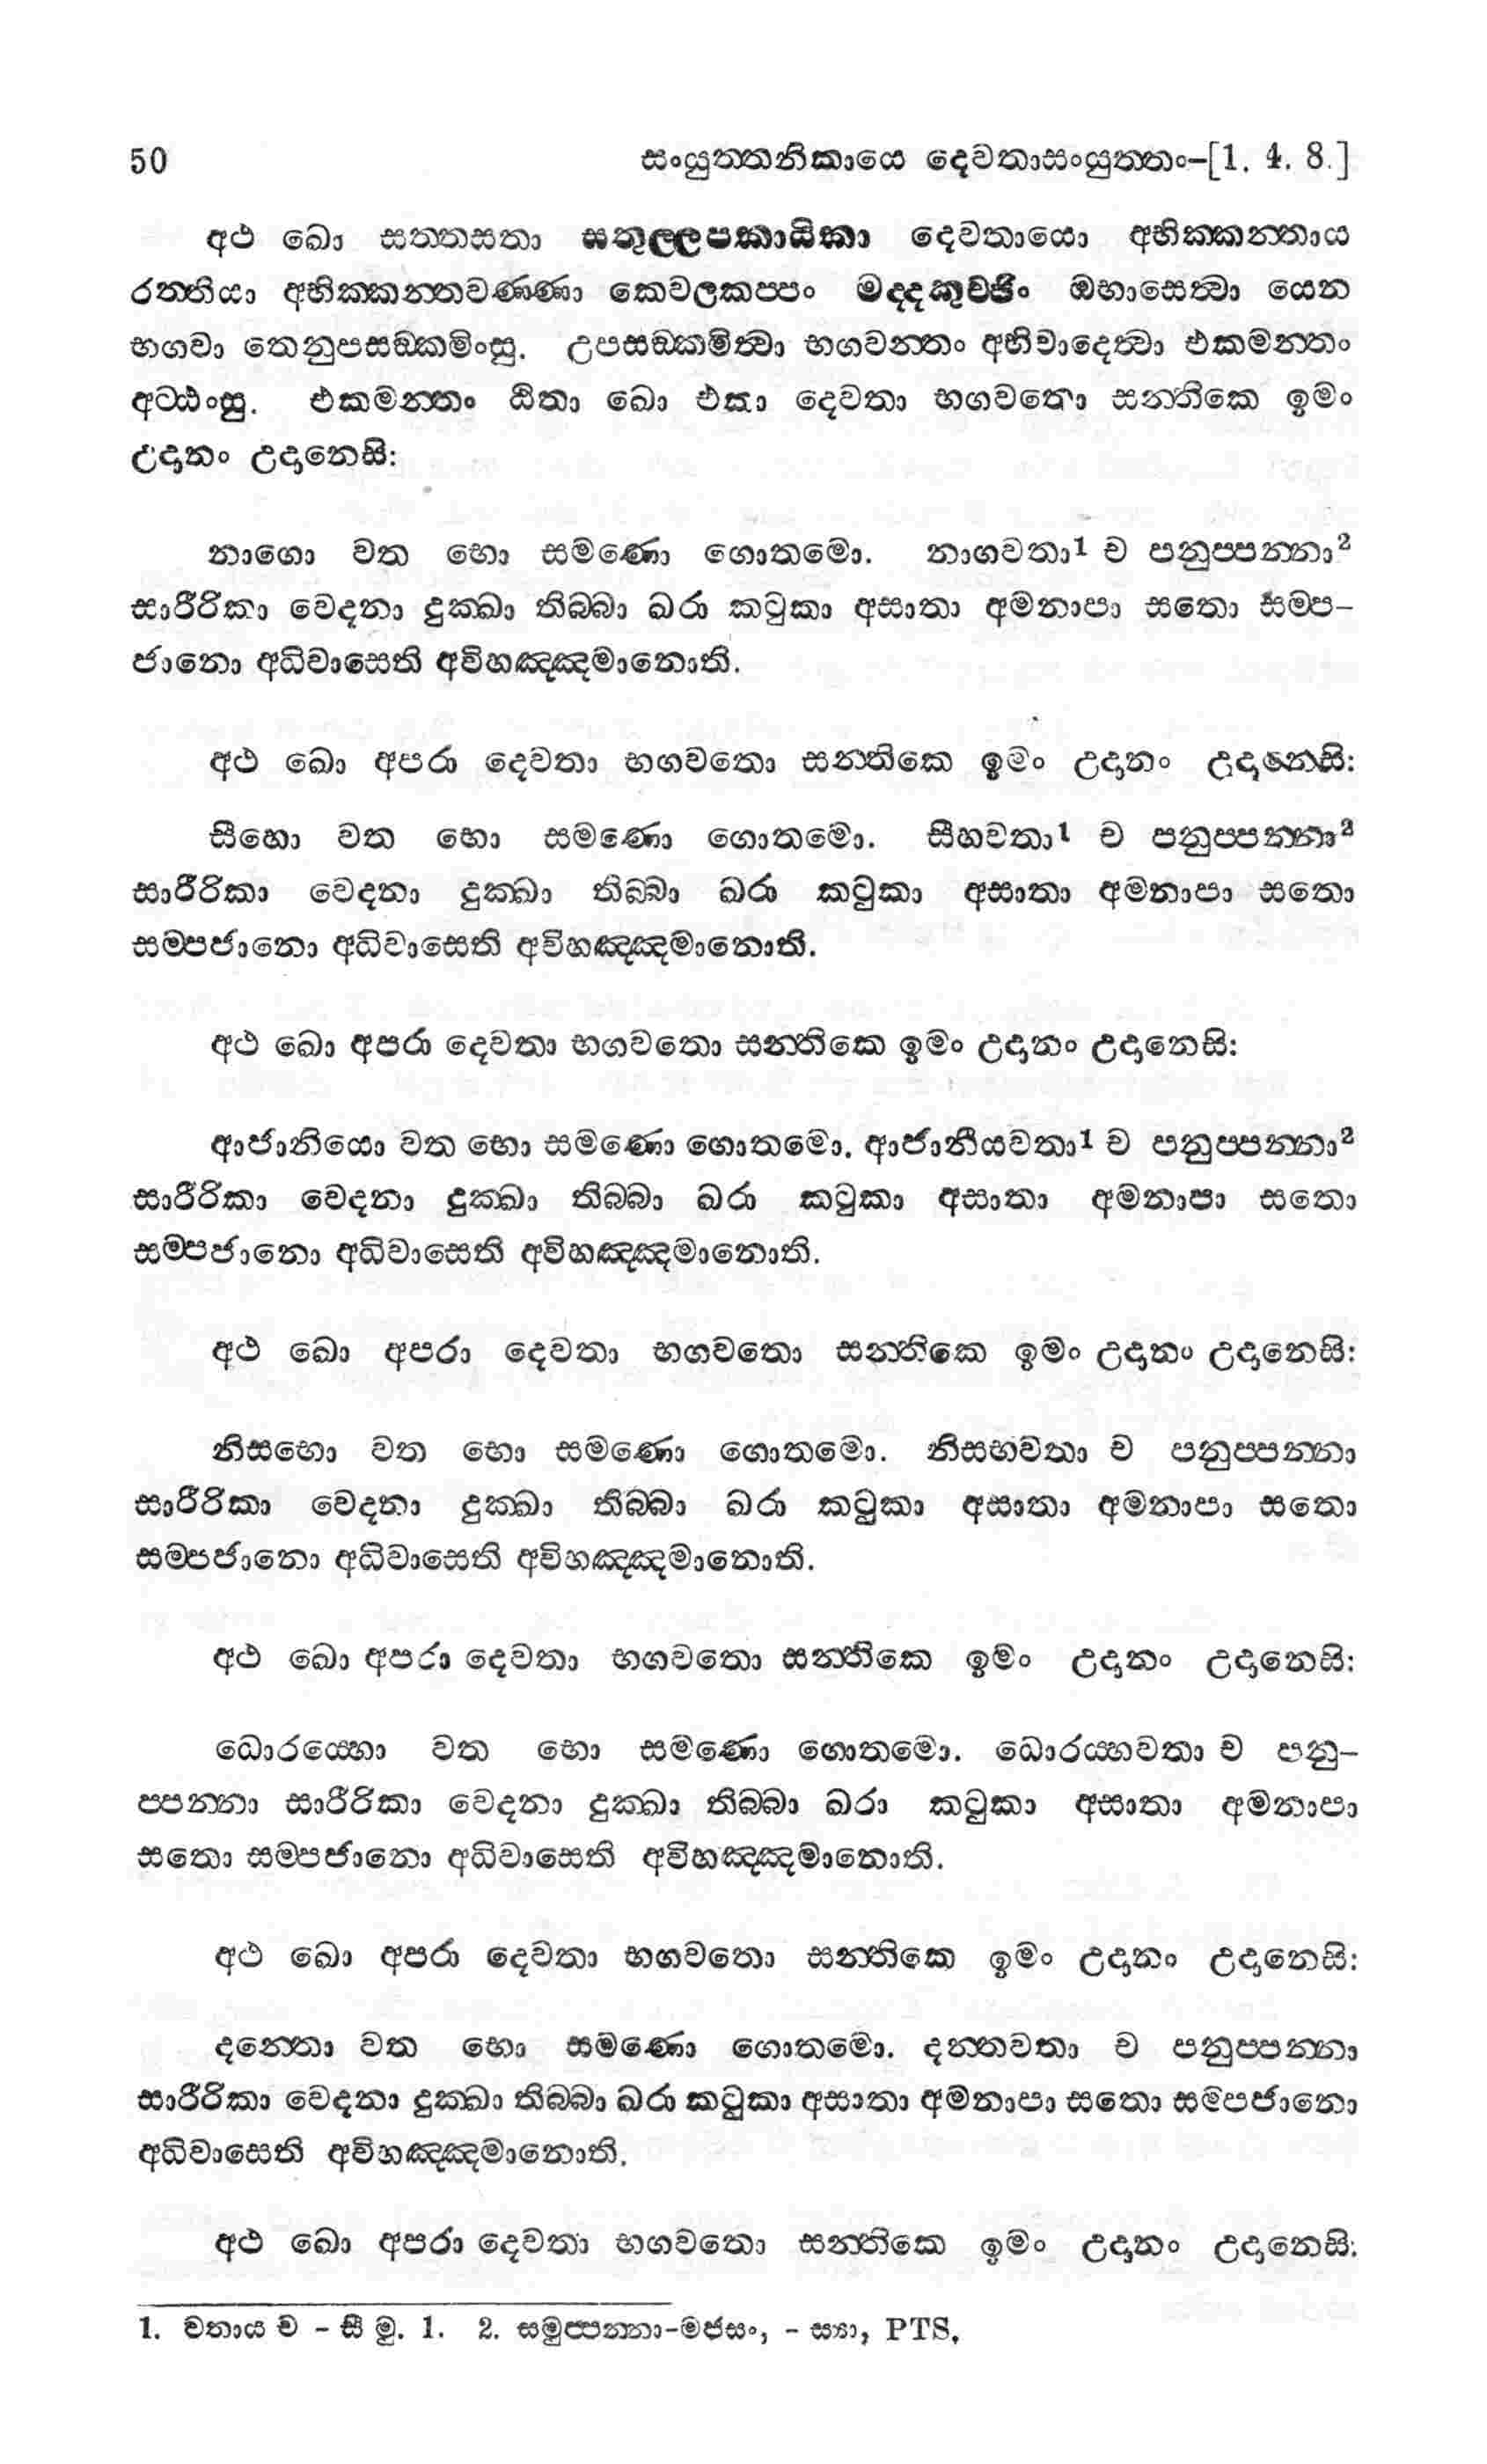 50 සංයුත්තනිකායෙ දෙවතාසංයුත්තං–[1. 4. 8.]
අථ ඛො සත්තසතා සතුල්ලපකායිකා දෙවතායො අභික්කන්තාය
රත්තියා අභික්කන්තවණ්ණා කෙවලකප්පං මද්දකුච්ඡිං ඔභාසෙත්වා යෙන
භගවා තෙනුපසඞ්කමිංසු. උපසඞ්කමිත්වා භගවන්තං අභිවාදෙත්වා එකමන්තං
අට්ඨංසු. එකමන්තං ඨිතා ඛො එකා දෙවතා භගවතො සන්තිකෙ ඉමං
උදානං උදානෙසි:
නාගො වත භො සමණො ගොතමො. නාගවතා1 ච පනුප්පන්නා2
සාරීරිකා වෙදනා දුක්ඛා තිබ්බා ඛරා කටුකා අසාතා අමනාපා සතො සම්ප–
ජානො අධිවාසෙති අවිහඤ්ඤමානොති.
අථ ඛො අපරා දෙවතා භගවතො සන්තිකෙ ඉමං උදානං උදානෙසි:
සීහො වත භො සමණො ගොතමො. සීහවතා1 ච පනුප්පන්නා2
සාරීරිකා වෙදනා දුක්ඛා තිබ්බා ඛරා කටුකා අසාතා අමනාපා සතො
සම්පජානො අධිවාසෙති අවිහඤ්ඤමානොති.
අථ ඛො අපරා දෙවතා භගවතො සන්තිකෙ ඉමං උදානං උදානෙසි:
ආජානියො වත භො සමණො ගොතමො. ආජානීයවතා1 ච පනුප්පන්නා2
සාරීරිකා වෙදනා දුක්ඛා තිබ්බා ඛරා කටුකා අසාතා අමනාපා සතො
සම්පජානො අධිවාසෙති අවිහඤ්ඤමානොති.
අථ ඛො අපරා දෙවතා භගවතො සන්තිකෙ ඉමං උදානං උදානෙසි:
නිසභො වත භො සමණො ගොතමො. නිසභවතා ච පනුප්පන්නා
සාරීරිකා වෙදනා දුක්ඛා තිබ්බා ඛරා කටුකා අසාතා අමනාපා සතො
සම්පජානො අධිවාසෙති අවිහඤ්ඤමානොති.
අථ ඛො අපරා දෙවතා භගවතො සන්තිකෙ ඉමං උදානං උදානෙසි:
ධොරය්හො වත භො සමණො ගොතමො. ධොරය්හවතා ච පනු–
ප්පන්නා සාරීරිකා වෙදනා දුක්ඛා තිබ්බා ඛරා කටුකා අසාතා අමනාපා
සතො සම්පජානො අධිවාසෙති අවිහඤ්ඤමානොති.
අථ ඛො අපරා දෙවතා භගවතො සන්තිකෙ ඉමං උදානං උදානෙසි:
දන්තො වත භො සමණො ගොතමො. දන්තවතා ච පනුප්පන්නා
සාරීරිකා වෙදනා දුක්ඛා තිබ්බා ඛරා කටුකා අසාතා අමනාපා සතො සම්පජානො
අධිවාසෙති අවිහඤ්ඤමානොති.
අථ ඛො අපරා දෙවතා භගවතො සන්තිකෙ ඉමං උදානං උදානෙසි:
1. වතාය ච - සී මු. 1. 2. සමුප්පන්නා-මජසං, - ස්‍යා, PTS.